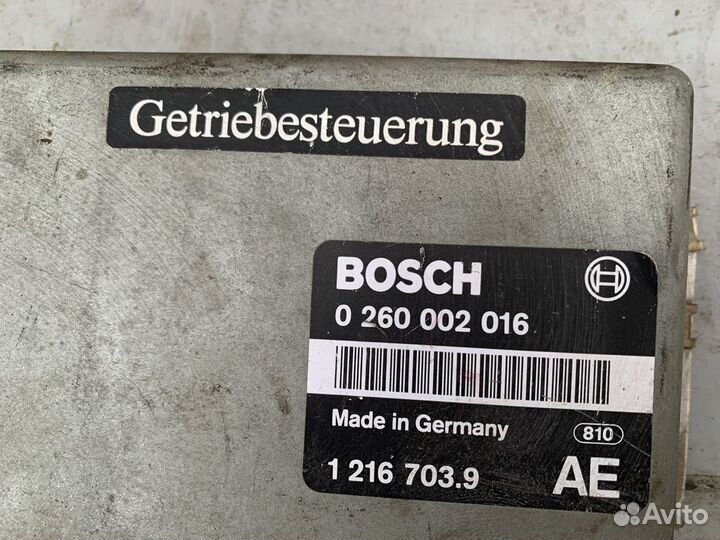 Getriebesteuerung
BOSCH
0 260 002 016
Made in Germany 810
1 216 703.9 AE
Avito